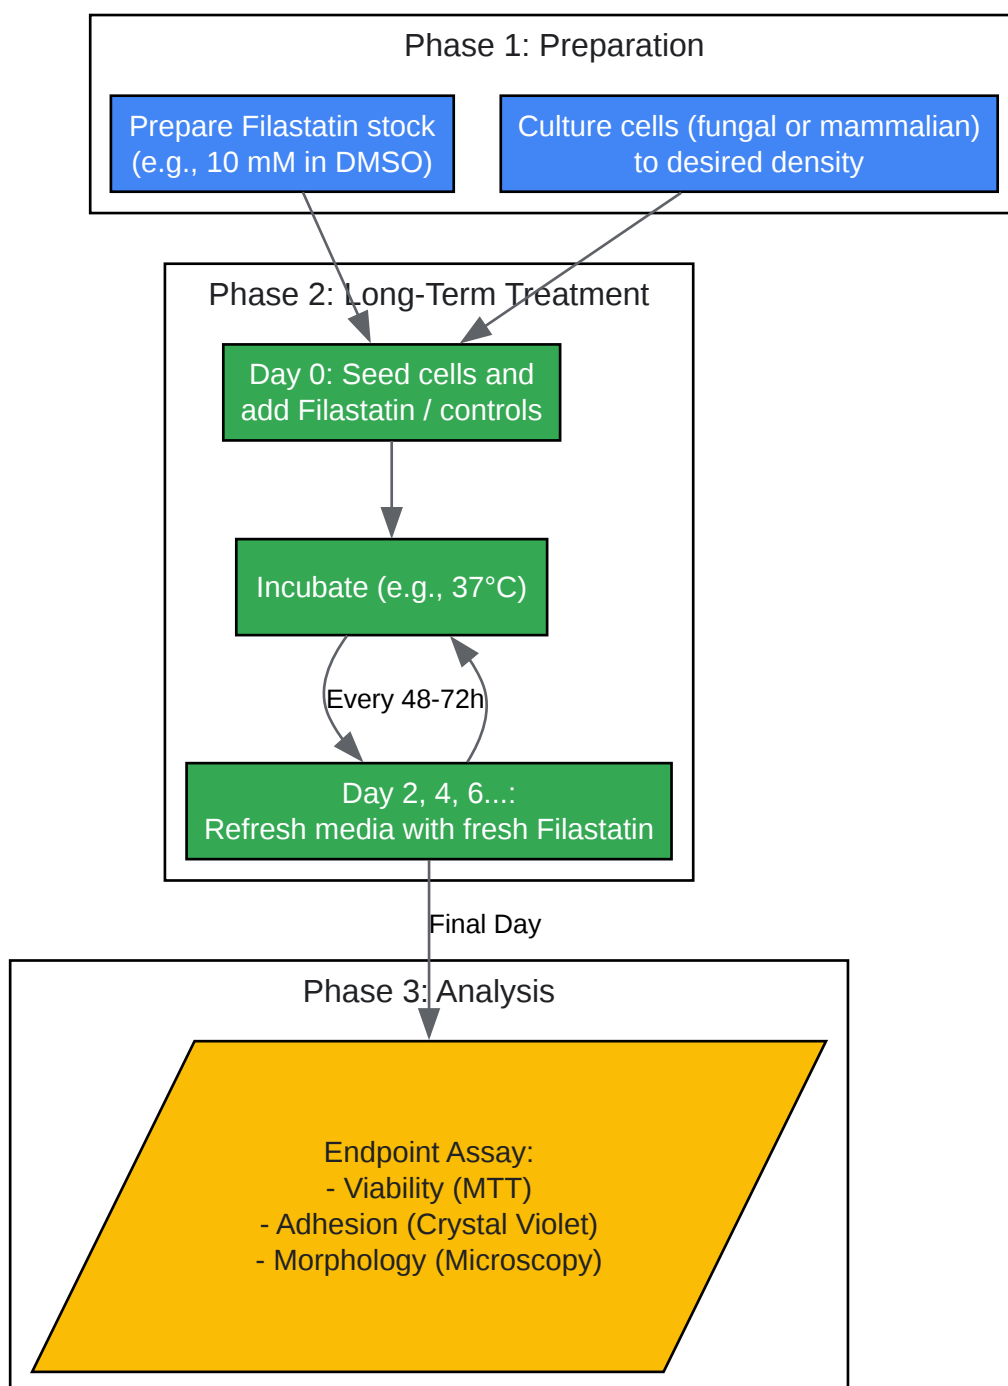 Phase 1: Preparation
Prepare Filastatin stock
(e.g., 10 mM in DMSO)
Culture cells (fungal or mammalian)
to desired density
Phase 2: Long-Term Treatment
Day 0: Seed cells and
add Filastatin / controls
Incubate (e.g., 37°C)
Every 48-72h
Day 2, 4, 6...:
Refresh media with fresh Filastatin
Final Day
Phase 3: Analysis
Endpoint Assay:
- Viability (MTT)
- Adhesion (Crystal Violet)
- Morphology (Microscopy)